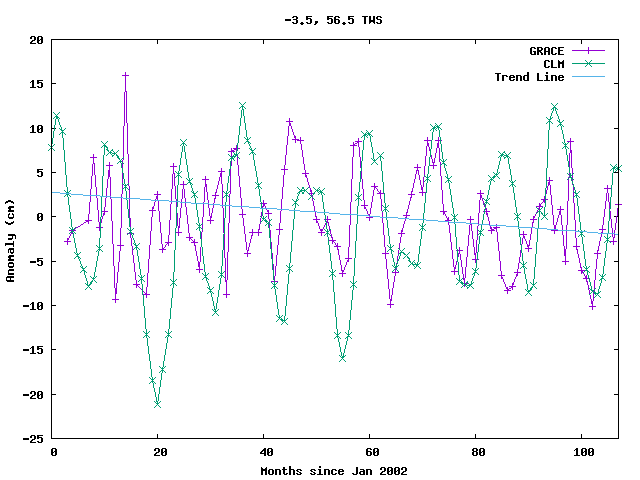 -3.5, 56.5 TWS
GRACE
CLM
Trend Line
20
15
10
5
0
-5
-10
-15
-20
-25
Anomaly (cm)
0 20 40 60 80 100
Months since Jan 2002